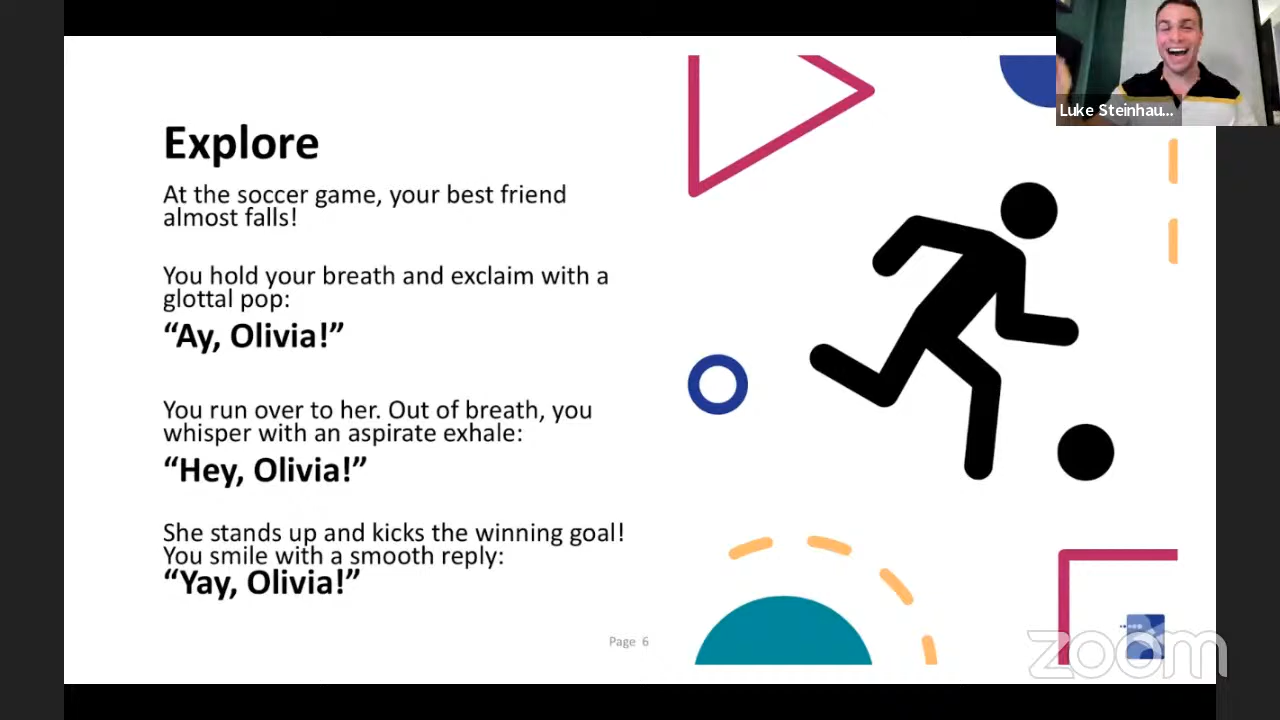 Luke Steinhau...
Explore
At the soccer game, your best friend
almost falls!
You hold your breath and exclaim with a
glottal pop:
“Ay, Olivia!”
You run over to her. Out of breath, you
whisper with an aspirate exhale:
“Hey, Olivia!”
She stands up and kicks the winning goal!
You smile with a smooth reply:
“Yay, Olivia!”
Page 6
zoom